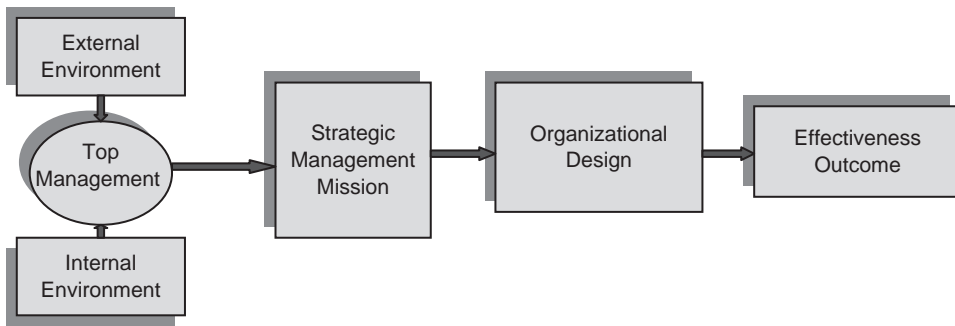 External
Environment
Top
Management
Internal
Environment
Strategic
Management
Mission
Organizational
Design
Effectiveness
Outcome